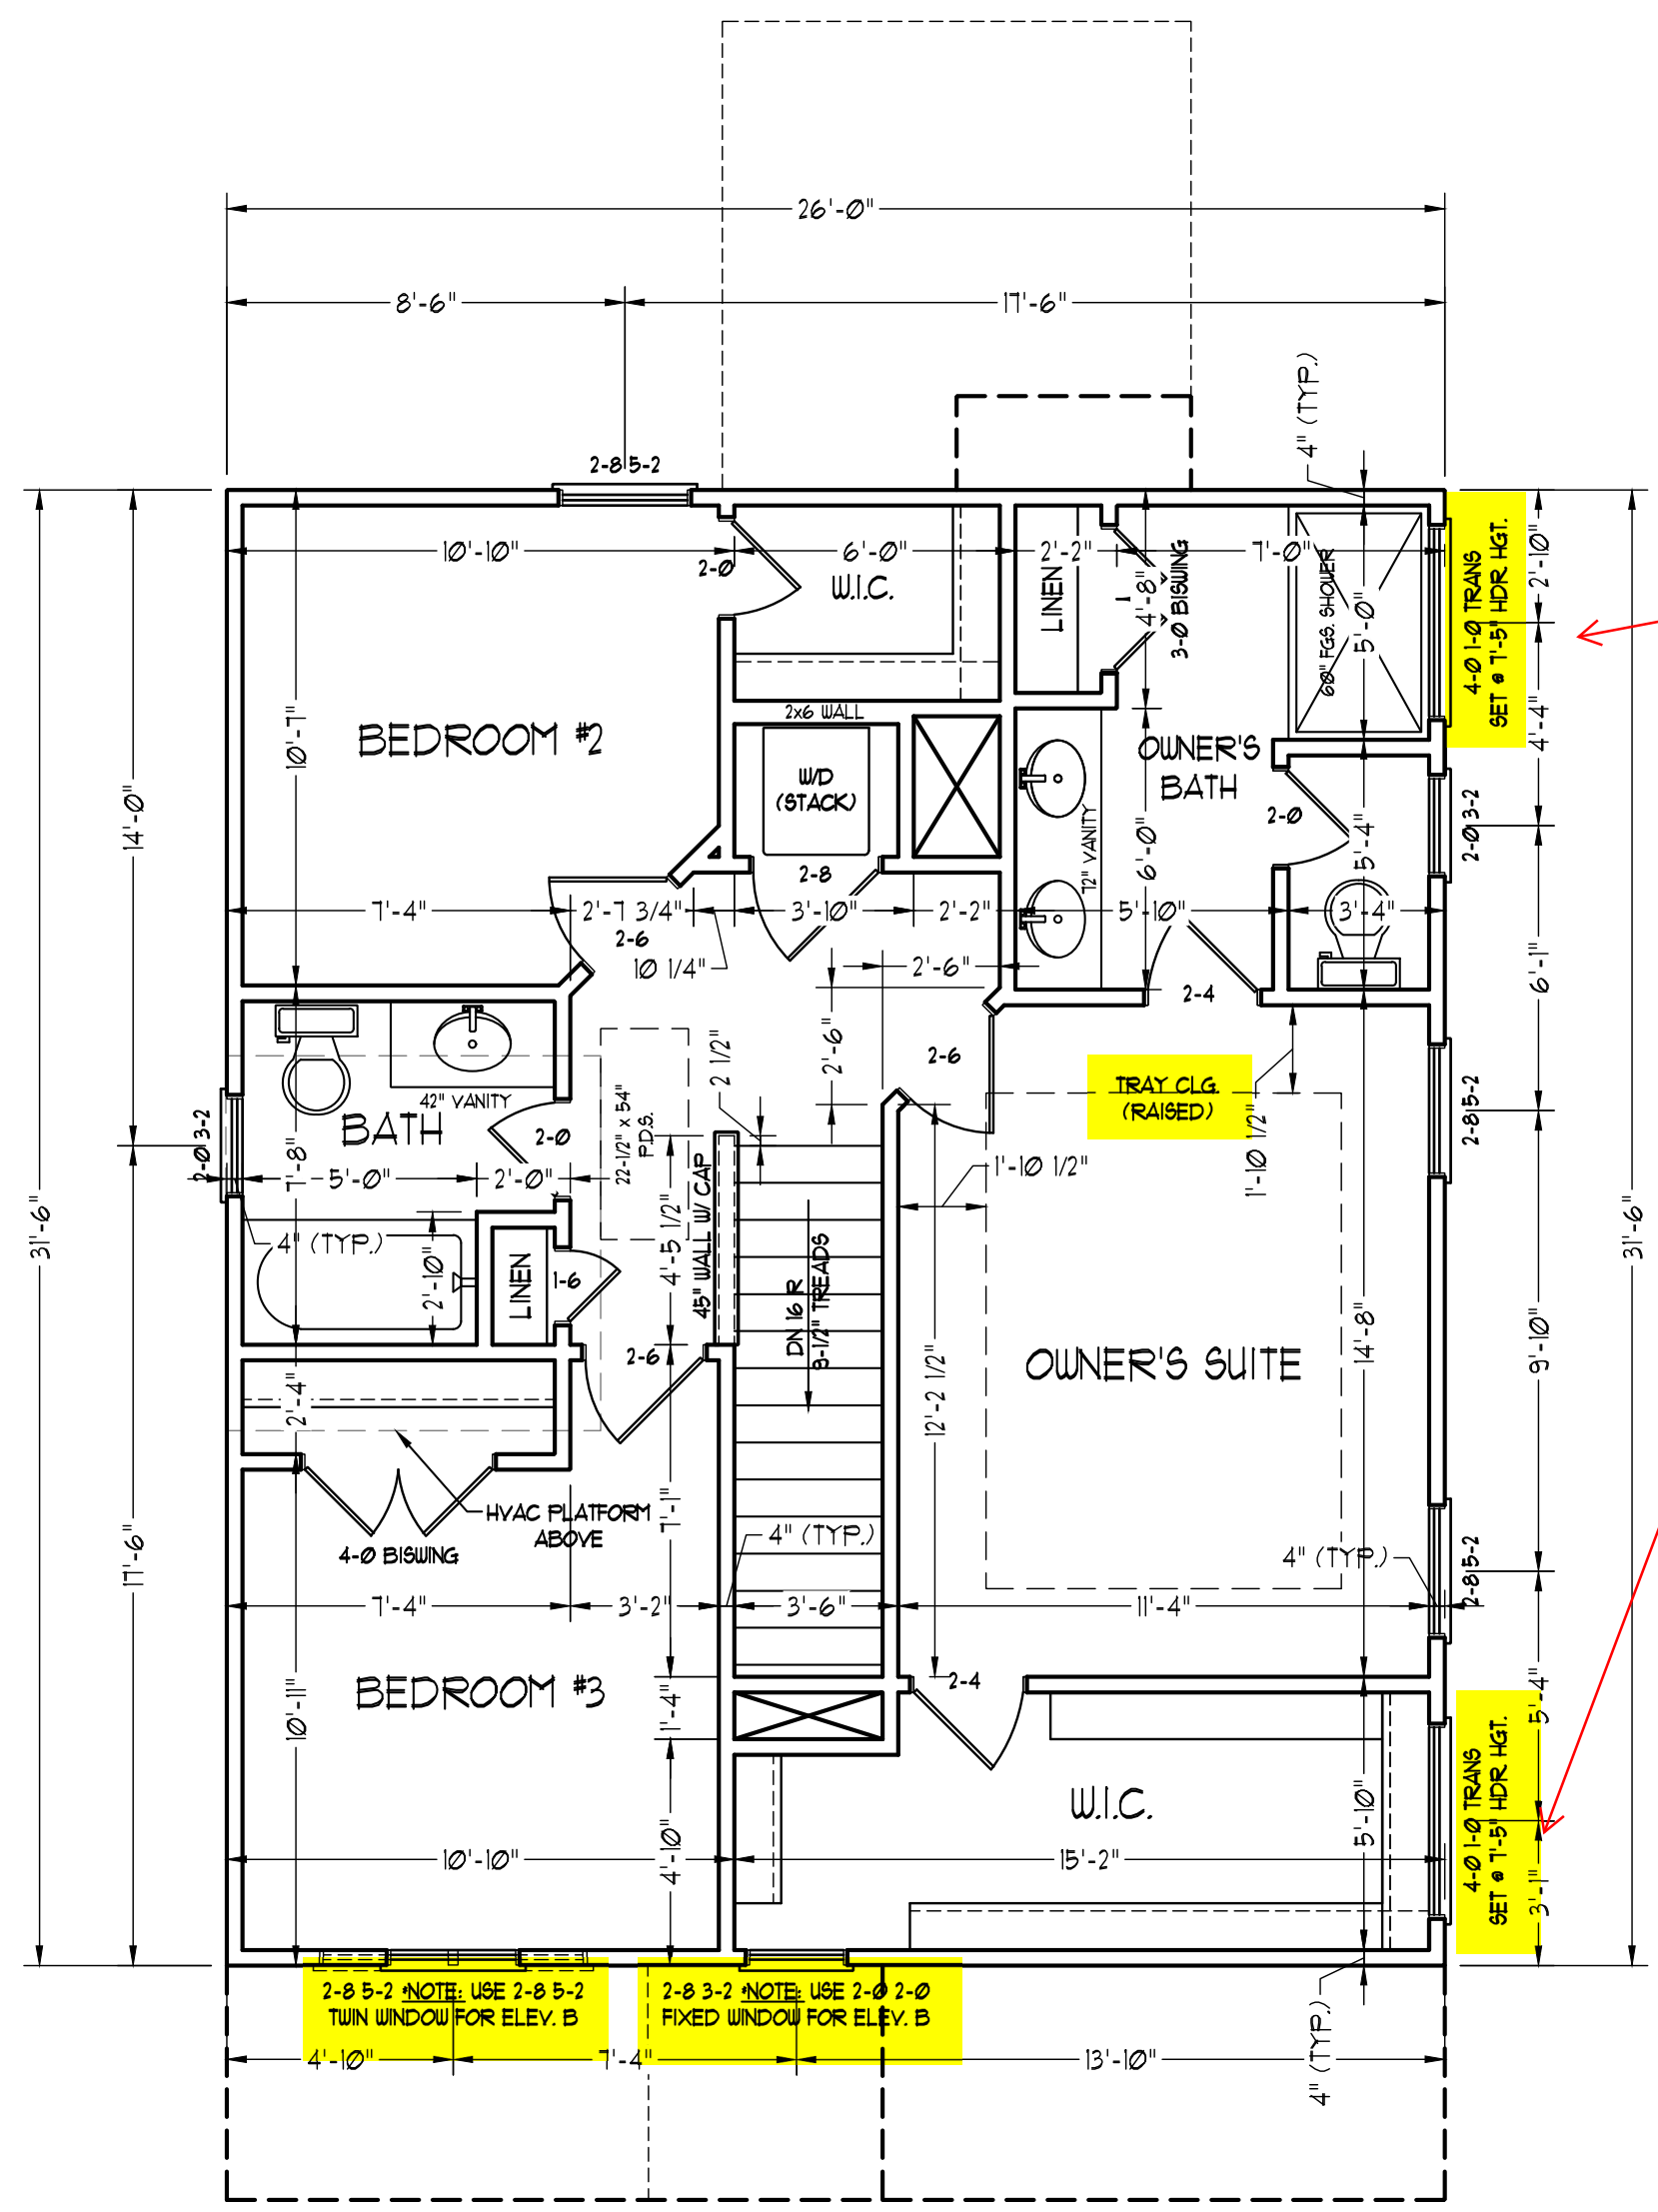 26'-0"
8'-6"
17'-6"
4" (TYP.)
2-8 5-2
10'-10"
6'-0"
2'-2"
7'-0"
2-0
W.I.C.
LINEN
4'-8"
3-0 BISWING
60" FGS. SHOWER
5'-0"
4-0 1-0 TRANS
SET @ 7'-5" HDR HGT.
2'-10"
4'-4"
2x6 WALL
BEDROOM #2
10'-7"
W/D
(STACK)
OWNER'S
BATH
72" VANITY
6'-0"
2-0
5'-4"
2-0 3-2
14'-0"
2-8
7'-4"
2'-7 3/4"
3'-10"
2'-2"
5'-10"
3'-4"
2-6
10 1/4"
2'-6"
2-4
6'-1"
42" VANITY
BATH
2-0
2-0 3-2
7'-8"
5'-0"
2'-0"
22-1/2" x 54"
P.D.S.
2 1/2"
2'-6"
2-6
TRAY CLG.
(RAISED)
1'-10 1/2"
1'-10 1/2"
2-8 5-2
31'-6"
31'-6"
4" (TYP.)
2'-10"
LINEN
1-6
4'-5 1/2"
45" WALL W/ CAP
DN 16 R
9-1/2" TREADS
2-6
12'-2 1/2"
OWNER'S SUITE
14'-8"
9'-10"
2'-4"
HVAC PLATFORM
ABOVE
4-0 BISWING
7'-1"
4" (TYP.)
4" (TYP.)
2-8 5-2
17'-6"
7'-4"
3'-2"
3'-6"
11'-4"
BEDROOM #3
10'-11"
1'-4"
2-4
5'-4"
W.I.C.
5'-10"
4-0 1-0 TRANS
SET @ 7'-5" HDR HGT.
3'-1"
10'-10"
4'-10"
15'-2"
2-8 5-2 *NOTE: USE 2-8 5-2
TWIN WINDOW FOR ELEV. B
2-8 3-2 *NOTE: USE 2-0 2-0
FIXED WINDOW FOR ELEV. B
4'-10"
7'-4"
13'-10"
4" (TYP.)